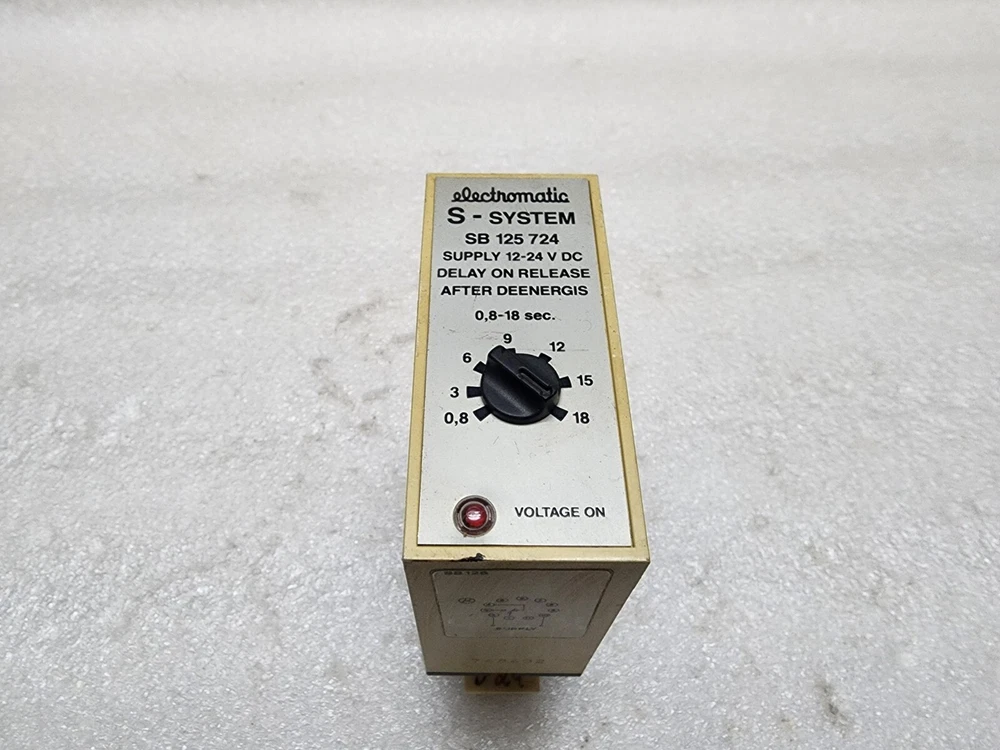 electromatic
S - SYSTEM
SB 125 724
SUPPLY 12-24 V DC
DELAY ON RELEASE
AFTER DEENERGIS
0,8-18 sec.
9
6
12
3
15
0,8
18
VOLTAGE ON
SUPPLY